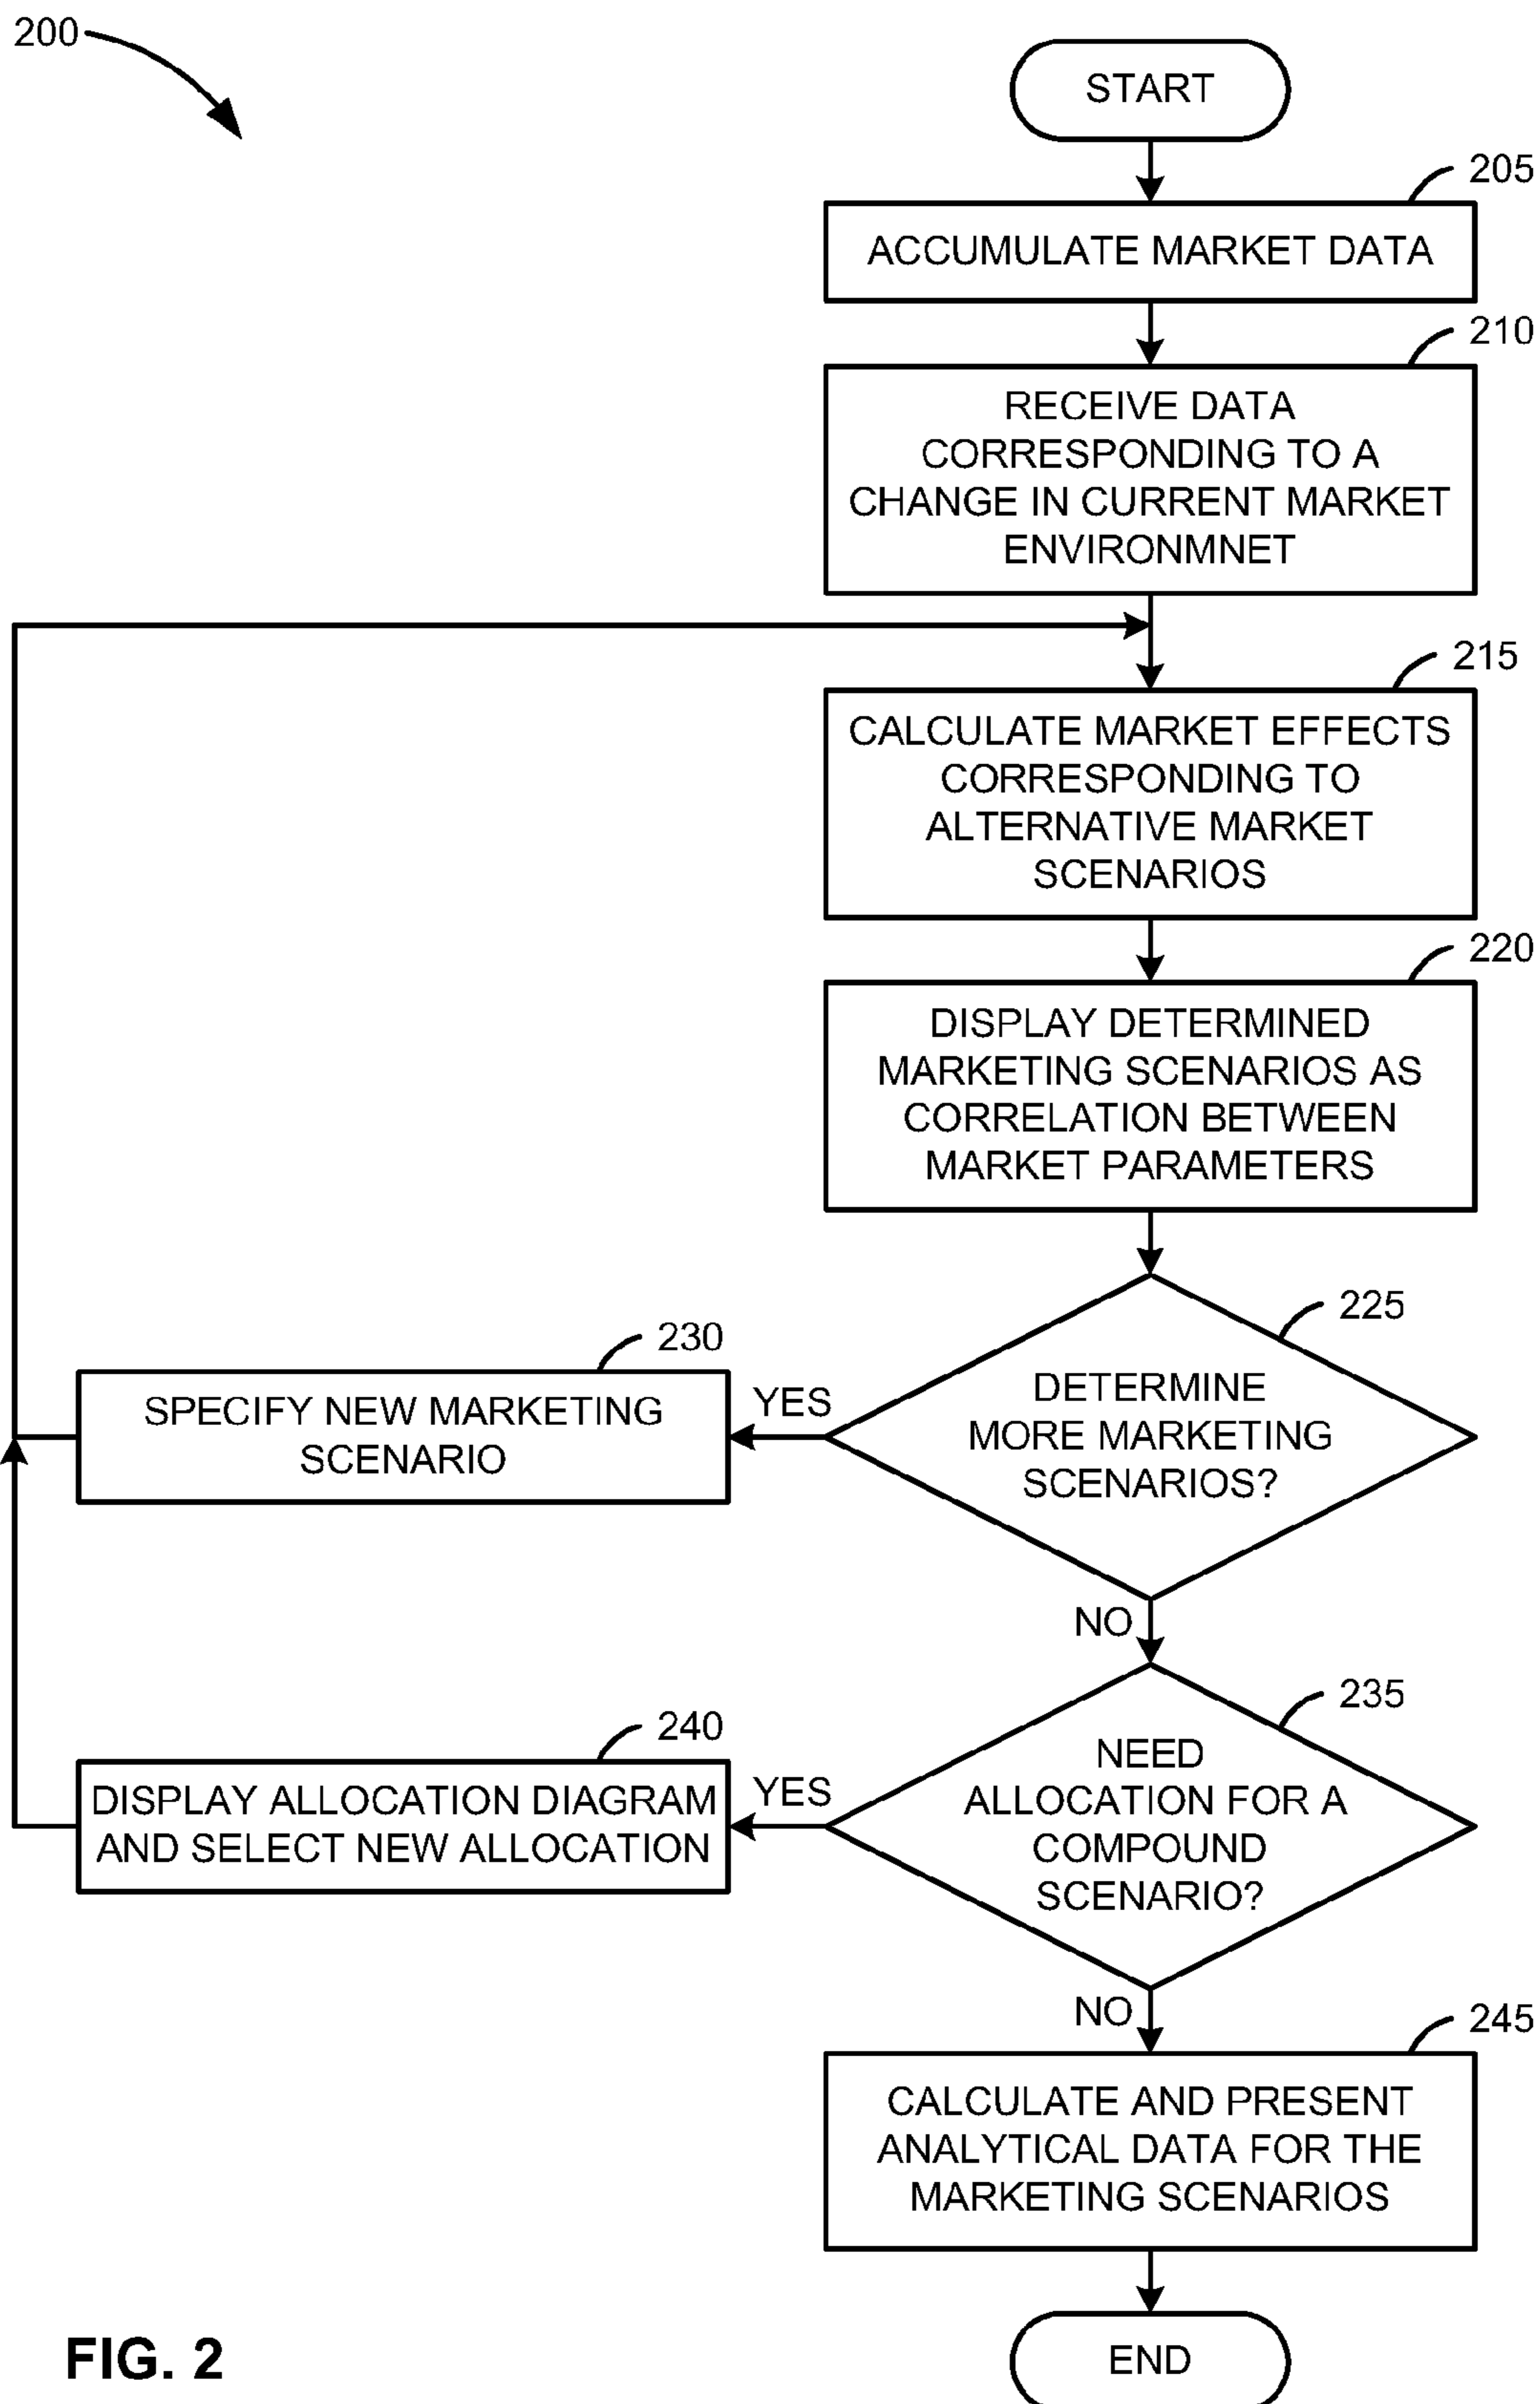 200
START
205
ACCUMULATE MARKET DATA
210
RECEIVE DATA
CORRESPONDING TO A
CHANGE IN CURRENT MARKET
ENVIRONMNET
215
CALCULATE MARKET EFFECTS
CORRESPONDING TO
ALTERNATIVE MARKET
SCENARIOS
220
DISPLAY DETERMINED
MARKETING SCENARIOS AS
CORRELATION BETWEEN
MARKET PARAMETERS
225
DETERMINE
MORE MARKETING
SCENARIOS?
YES
230
SPECIFY NEW MARKETING
SCENARIO
NO
235
NEED
ALLOCATION FOR A
COMPOUND
SCENARIO?
YES
240
DISPLAY ALLOCATION DIAGRAM
AND SELECT NEW ALLOCATION
NO
245
CALCULATE AND PRESENT
ANALYTICAL DATA FOR THE
MARKETING SCENARIOS
END
FIG. 2